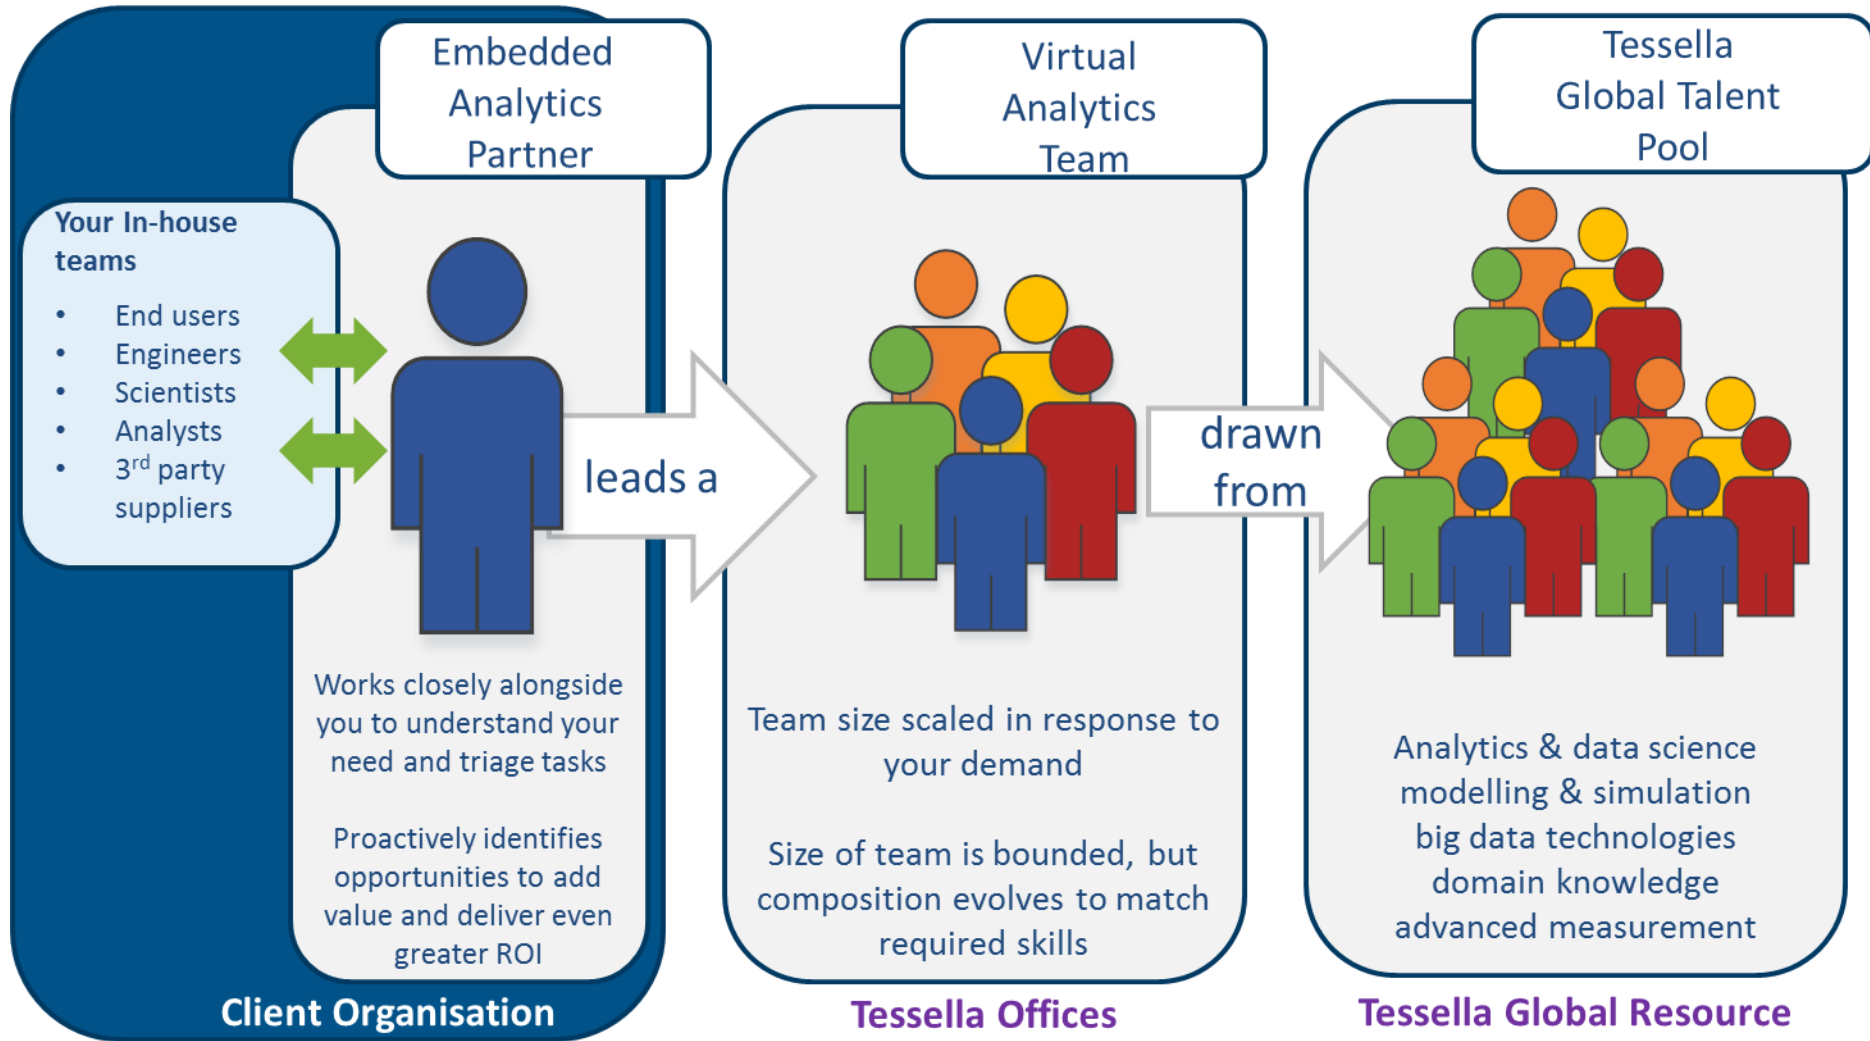 Embedded
Analytics
Partner
Your In-house
teams
• End users
• Engineers
• Scientists
• Analysts
• 3rd party
suppliers
Works closely alongside
you to understand your
need and triage tasks
Proactively identifies
opportunities to add
value and deliver even
greater ROI
Client Organisation
leads a
Virtual
Analytics
Team
Team size scaled in response to
your demand
Size of team is bounded, but
composition evolves to match
required skills
Tessella Offices
drawn
from
Tessella
Global Talent
Pool
Analytics & data science
modelling & simulation
big data technologies
domain knowledge
advanced measurement
Tessella Global Resource